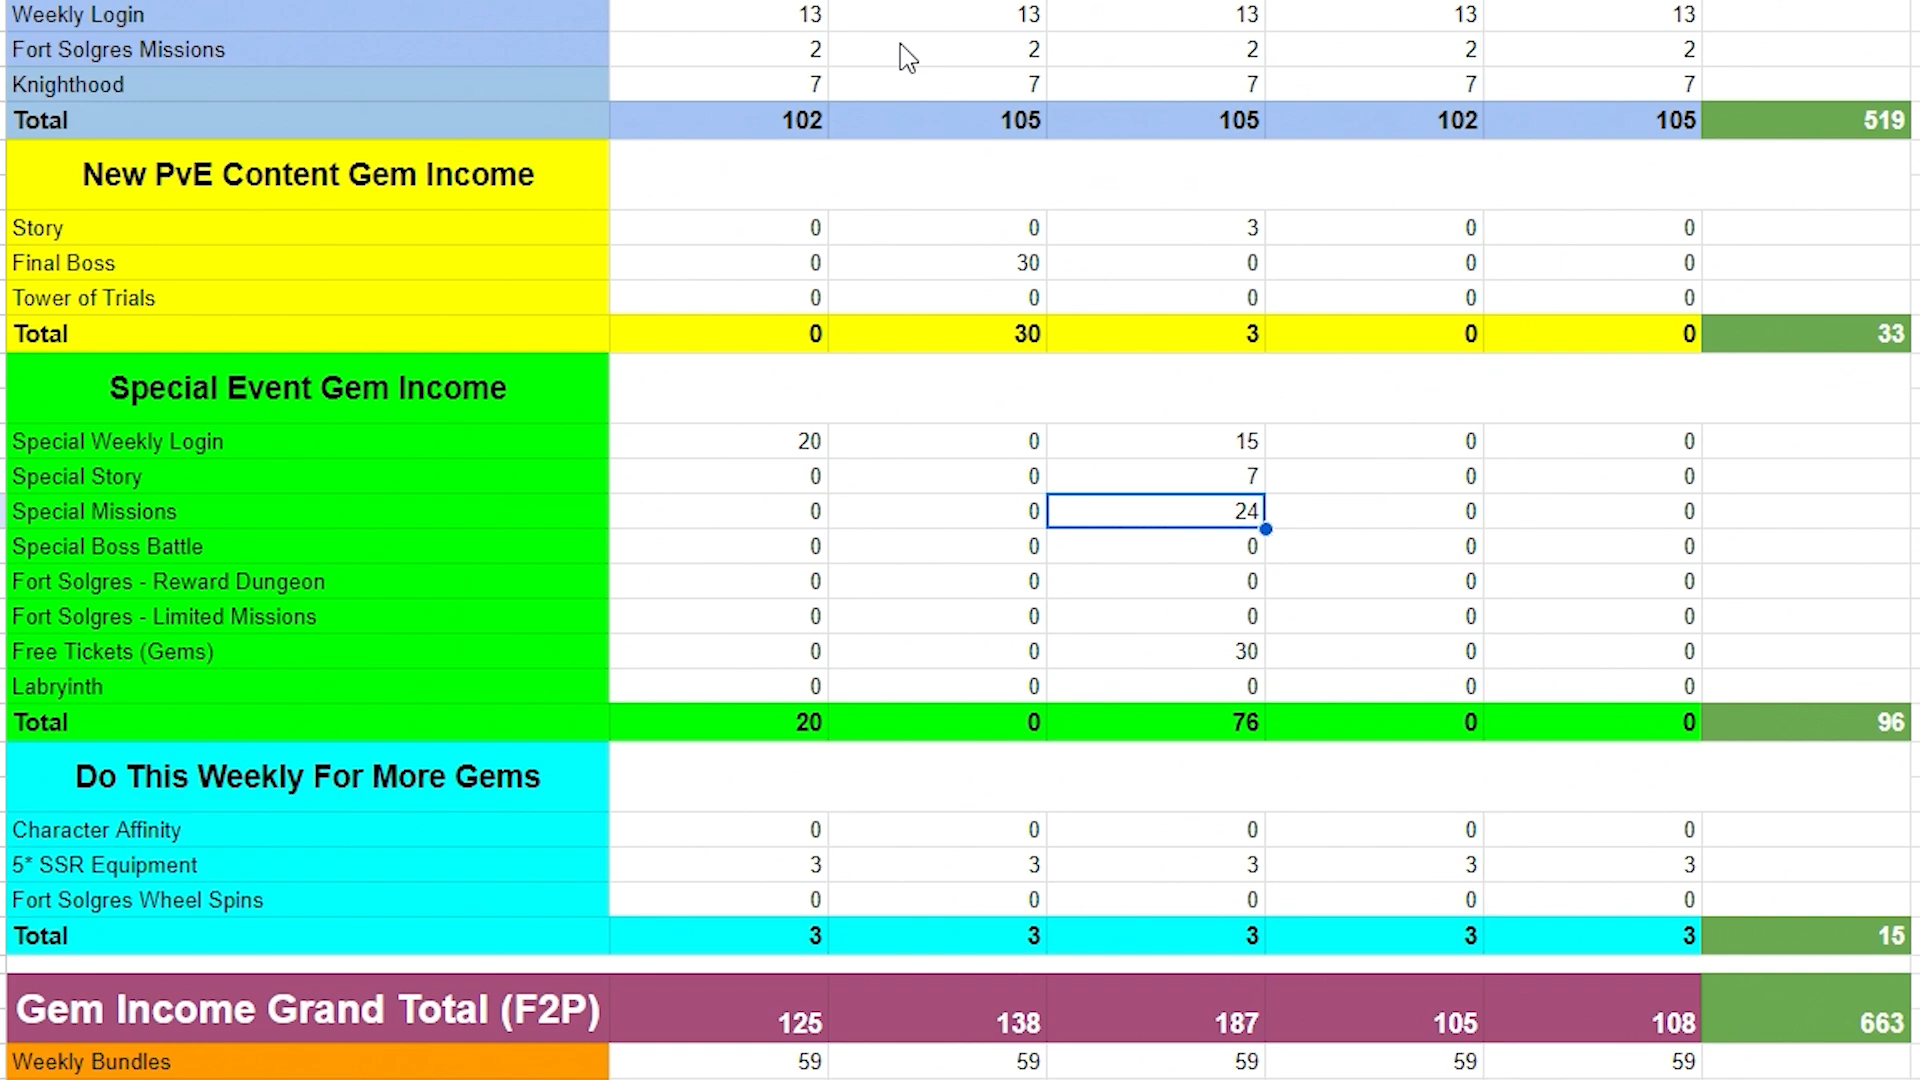 Weekly Login 13 13 13 13 13
Fort Solgres Missions 2 2 2 2 2
Knighthood 7 7 7 7 7
Total 102 105 105 102 105 519
New PvE Content Gem Income
Story 0 0 3 0 0
Final Boss 0 30 0 0 0
Tower of Trials 0 0 0 0 0
Total 0 30 3 0 0 33
Special Event Gem Income
Special Weekly Login 20 0 15 0 0
Special Story 0 0 7 0 0
Special Missions 0 0 24 0 0
Special Boss Battle 0 0 0 0 0
Fort Solgres - Reward Dungeon 0 0 0 0 0
Fort Solgres - Limited Missions 0 0 0 0 0
Free Tickets (Gems) 0 0 30 0 0
Labryinth 0 0 0 0 0
Total 20 0 76 0 0 96
Do This Weekly For More Gems
Character Affinity 0 0 0 0 0
5* SSR Equipment 3 3 3 3 3
Fort Solgres Wheel Spins 0 0 0 0 0
Total 3 3 3 3 3 15
Gem Income Grand Total (F2P) 125 138 187 105 108 663
Weekly Bundles 59 59 59 59 59